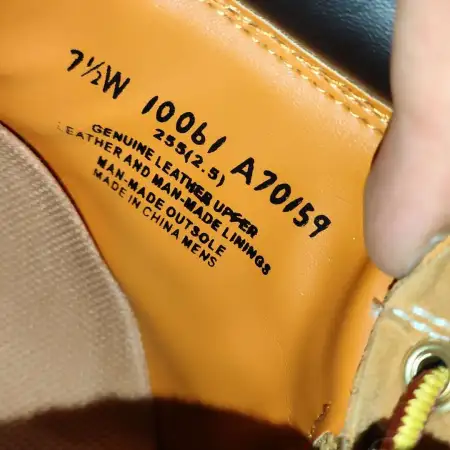 7½W 10061 A70159
255(2.5)
GENUINE LEATHER UPPER
LEATHER AND MAN-MADE LININGS
MAN-MADE OUTSOLE
MADE IN CHINA MENS